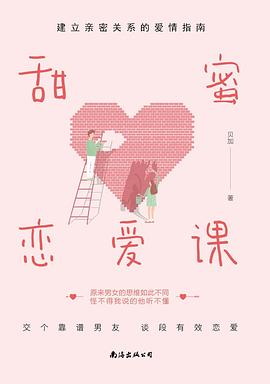 建立亲密关系的爱情指南
甜蜜
贝加 著
恋爱课
原来男女的思维如此不同
怪不得我说的他听不懂
交个靠谱男友 谈段有效恋爱
南海出版公司